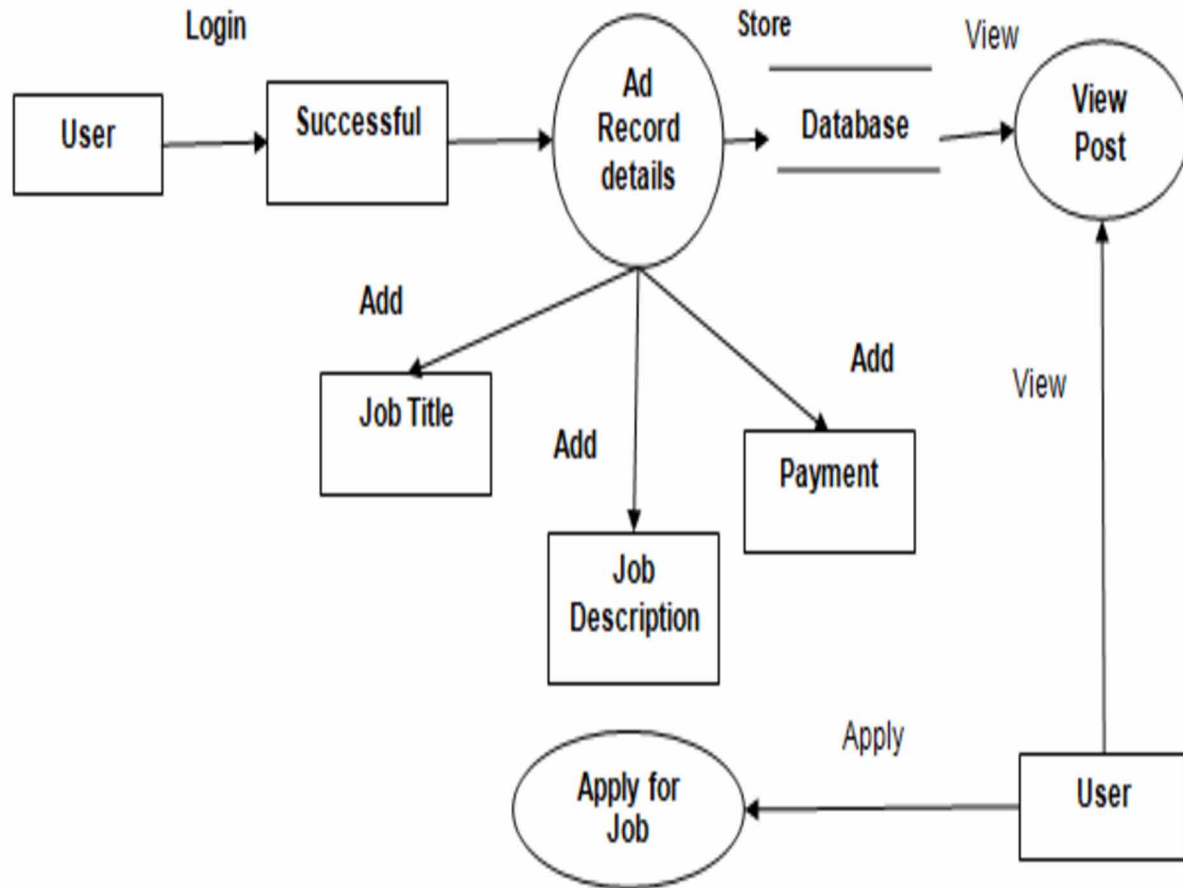 Login
Store
View
User
Successful
Ad
Record
details
Database
View
Post
Add
Job Title
Add
Job
Description
Add
Payment
View
Apply
Apply for
Job
User